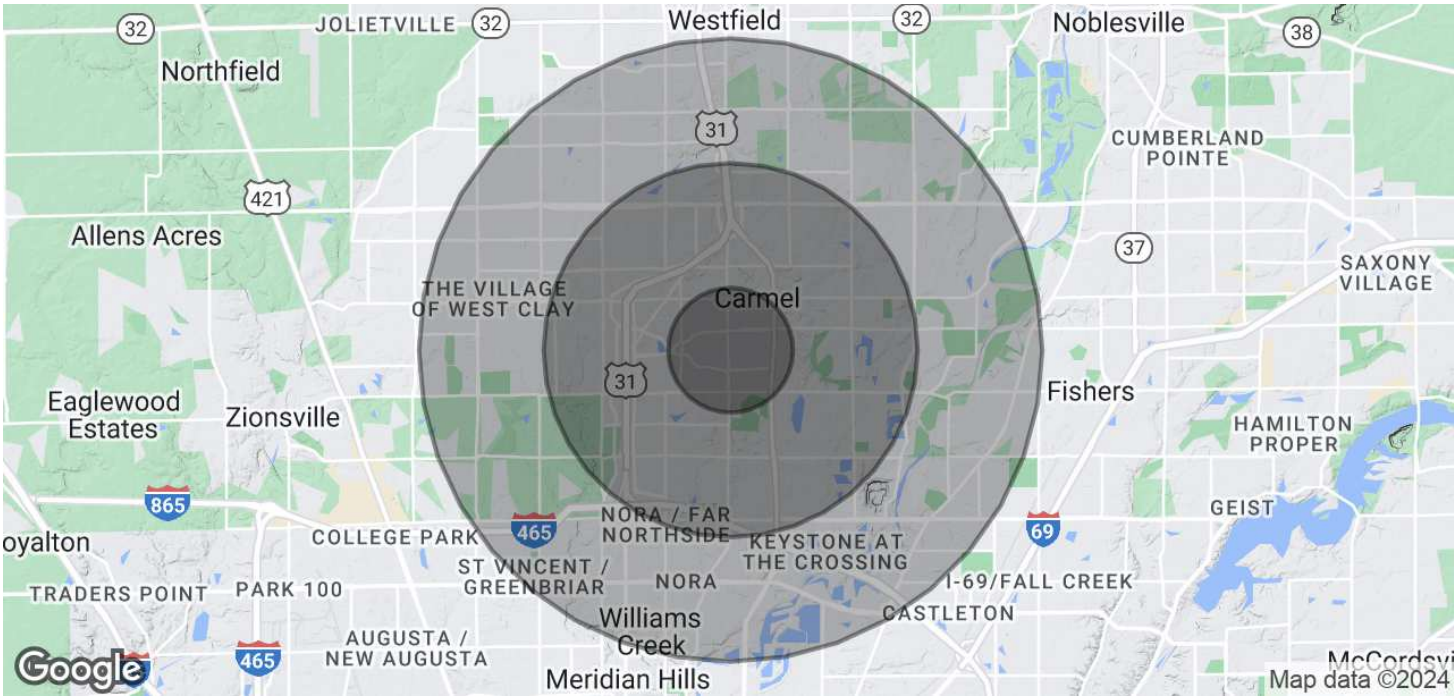 32
JOLIETVILLE
32
Westfield
32
Noblesville
38
Northfield
31
CUMBERLAND
POINTE
421
Allens Acres
37
SAXONY
VILLAGE
THE VILLAGE
OF WEST CLAY
Carmel
31
Fishers
Eaglewood
Estates
Zionsville
HAMILTON
PROPER
865
GEIST
oyalton
COLLEGE PARK
465
NORA / FAR
NORTHSIDE
KEYSTONE AT
THE CROSSING
69
ST VINCENT /
GREENBRIAR
NORA
I-69/FALL CREEK
TRADERS POINT
PARK 100
CASTLETON
Williams
Creek
AUGUSTA /
NEW AUGUSTA
465
Meridian Hills
McCordsvi
Google
Map data ©2024